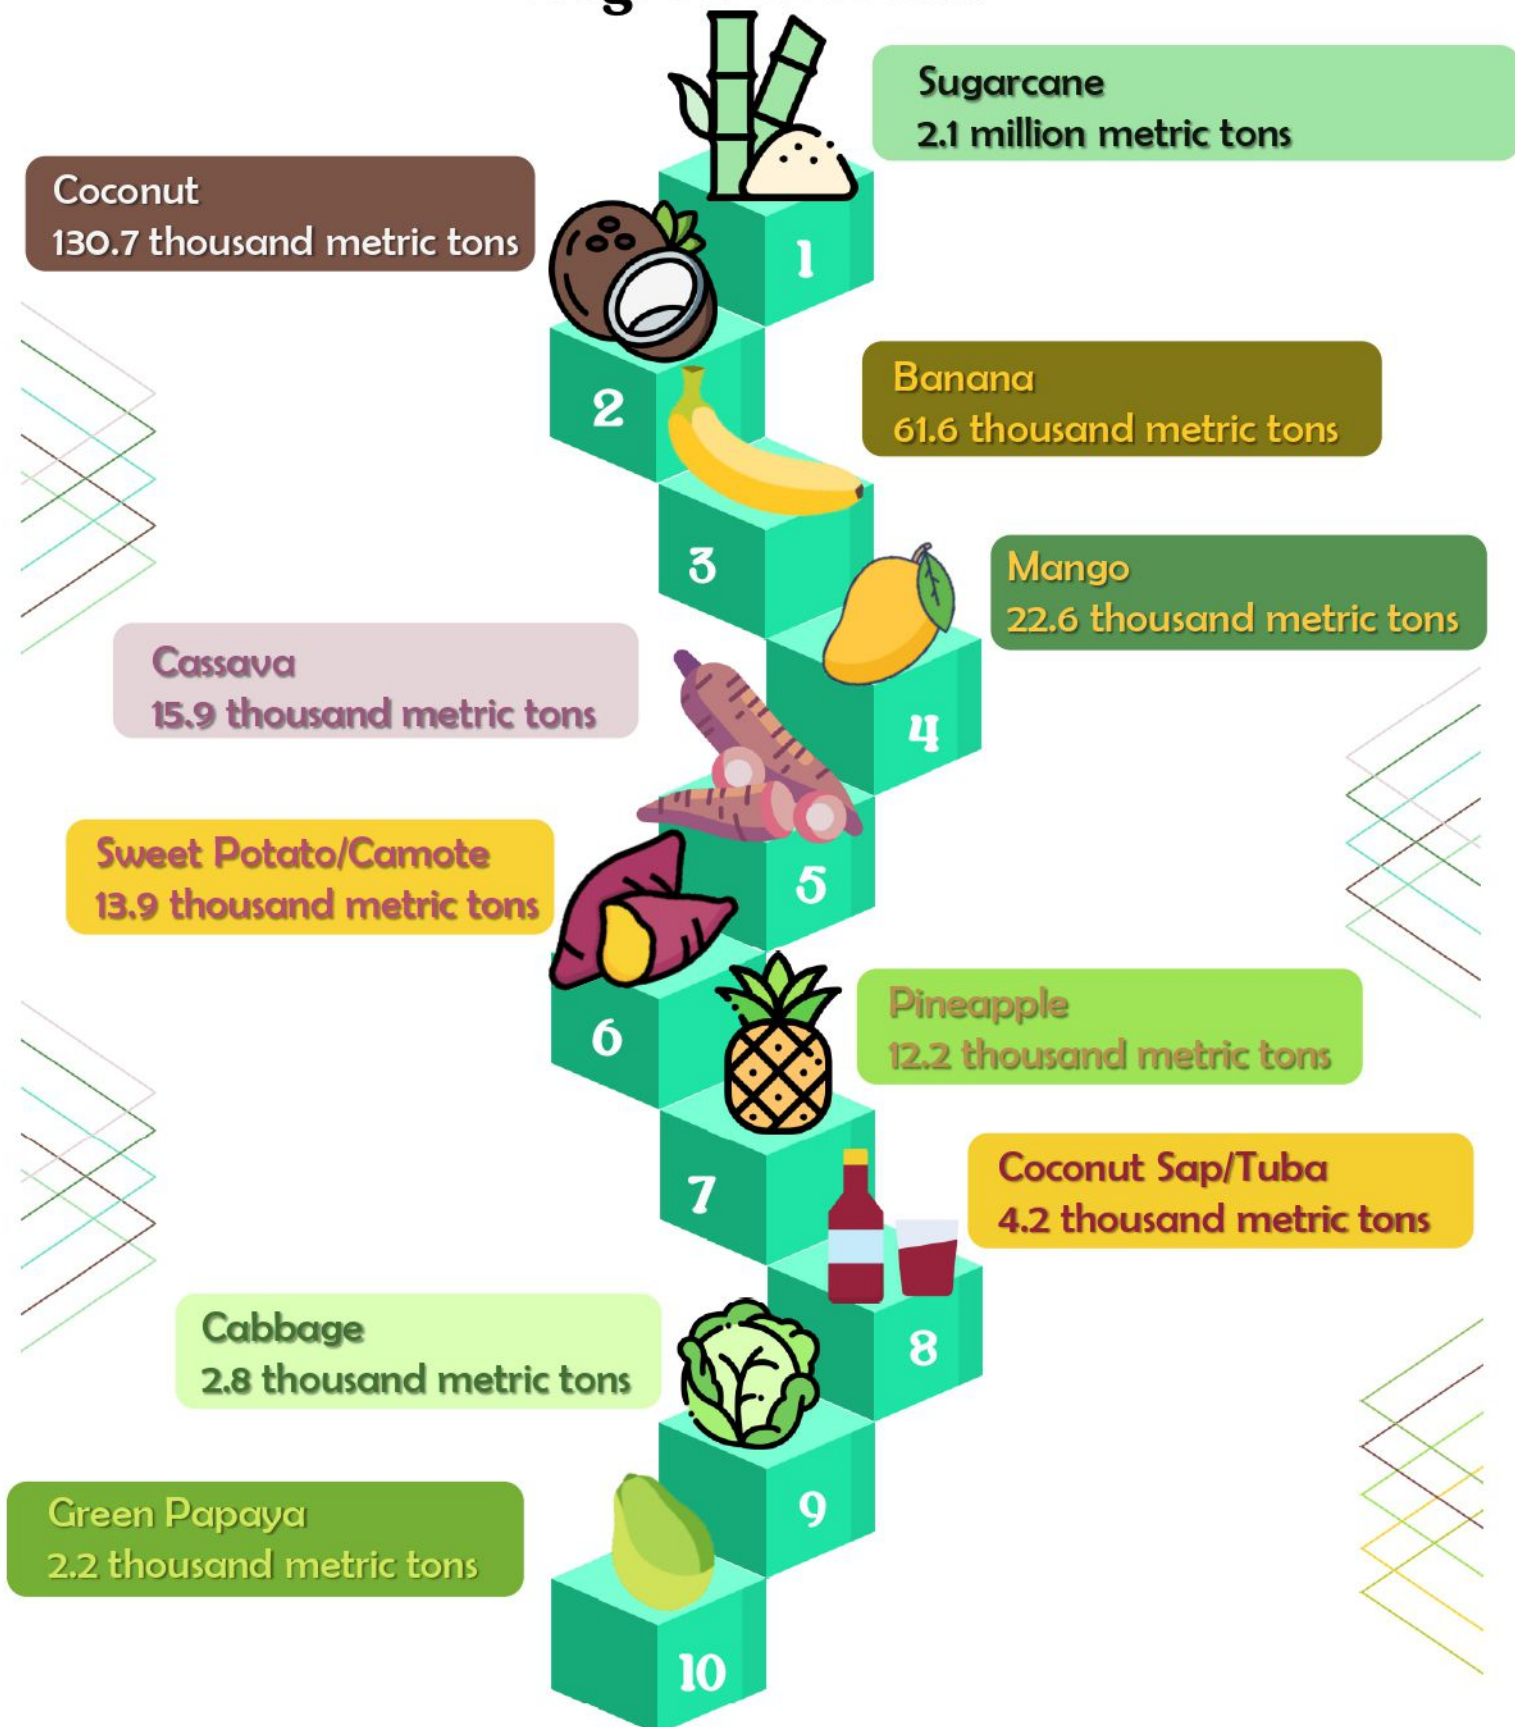 Sugarcane
2.1 million metric tons
1
Coconut
130.7 thousand metric tons
2
Banana
61.6 thousand metric tons
3
Mango
22.6 thousand metric tons
4
Cassava
15.9 thousand metric tons
5
Sweet Potato/Camote
13.9 thousand metric tons
6
Pineapple
12.2 thousand metric tons
7
Coconut Sap/Tuba
4.2 thousand metric tons
8
Cabbage
2.8 thousand metric tons
9
Green Papaya
2.2 thousand metric tons
10